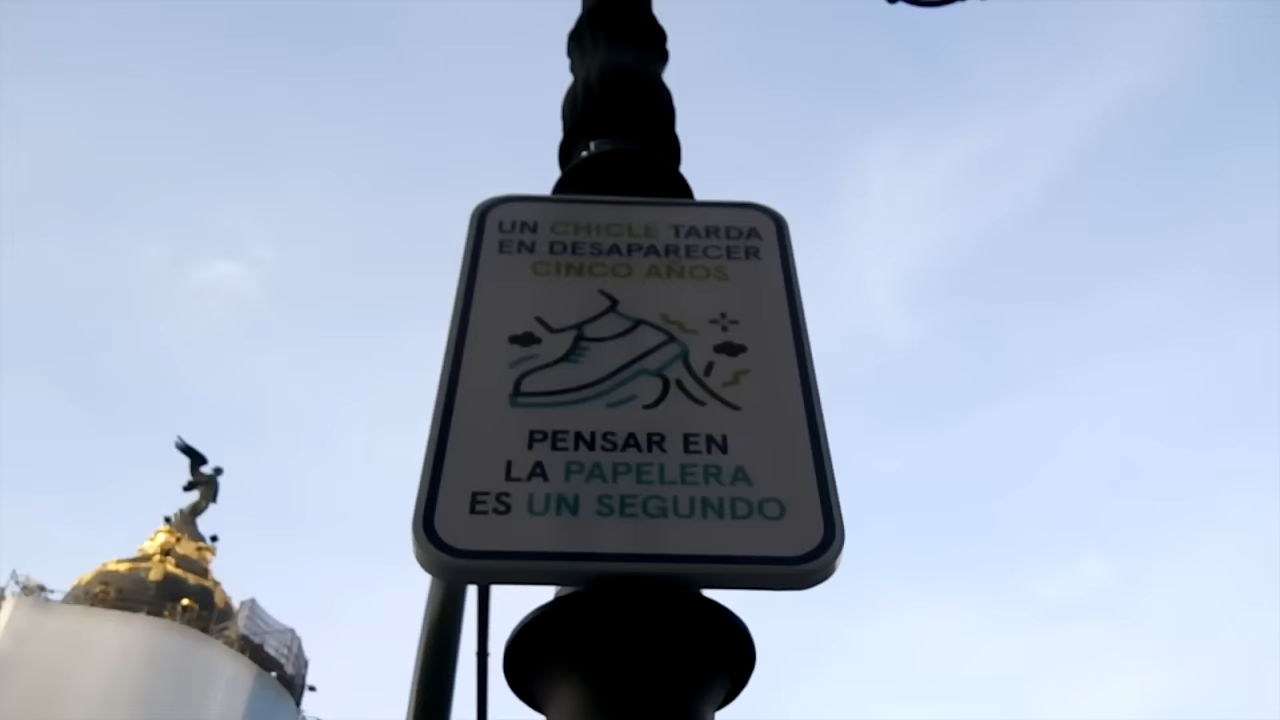 UN CHICLE TARDA
EN DESAPARECER
CINCO AÑOS
PENSAR EN
LA PAPELERA
ES UN SEGUNDO